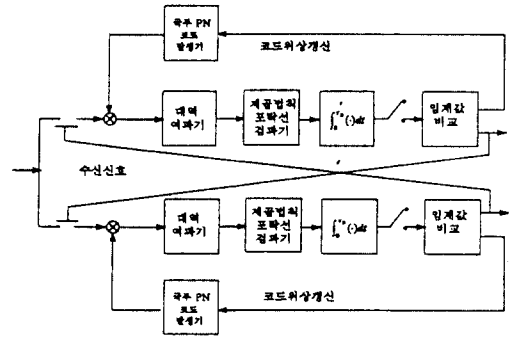 국부 PN
코드
발생기
코드위상갱신
대역
여파기
제곱법칙
포락선
검파기
임계값
비교
수신신호
대역
여파기
제곱법칙
포락선
검파기
임계값
비교
국부 PN
코드
발생기
코드위상갱신